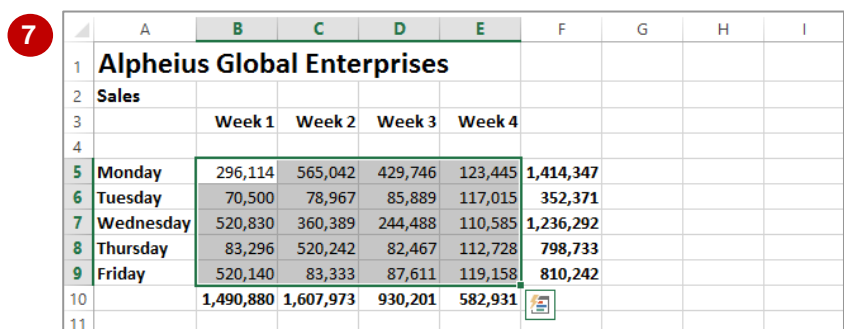 7
A B C D E F G H I
1 Alpheius Global Enterprises
2 Sales
3 Week 1 Week 2 Week 3 Week 4
4
5 Monday 296,114 565,042 429,746 123,445 1,414,347
6 Tuesday 70,500 78,967 85,889 117,015 352,371
7 Wednesday 520,830 360,389 244,488 110,585 1,236,292
8 Thursday 83,296 520,242 82,467 112,728 798,733
9 Friday 520,140 83,333 87,611 119,158 810,242
10 1,490,880 1,607,973 930,201 582,931
11